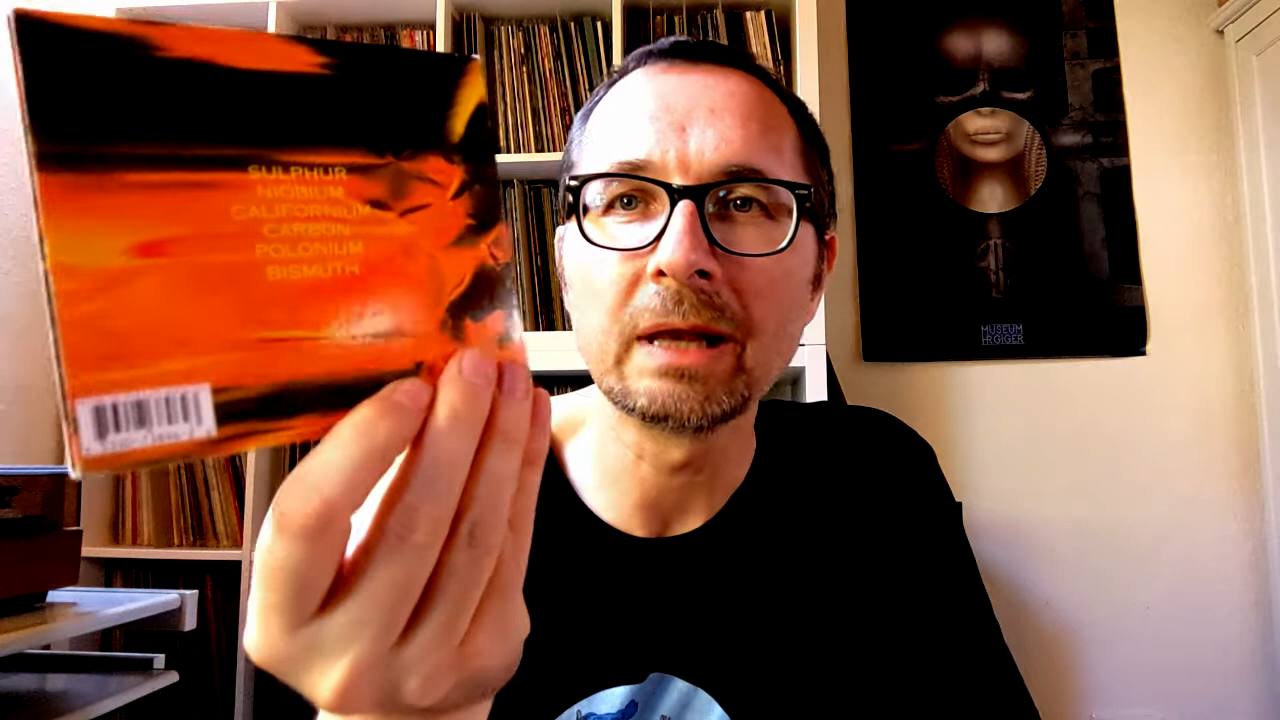 SULPHUR
NIOBIUM
CALIFORNIUM
CARBON
POLONIUM
BISMUTH
MUSEUM
HR GIGER